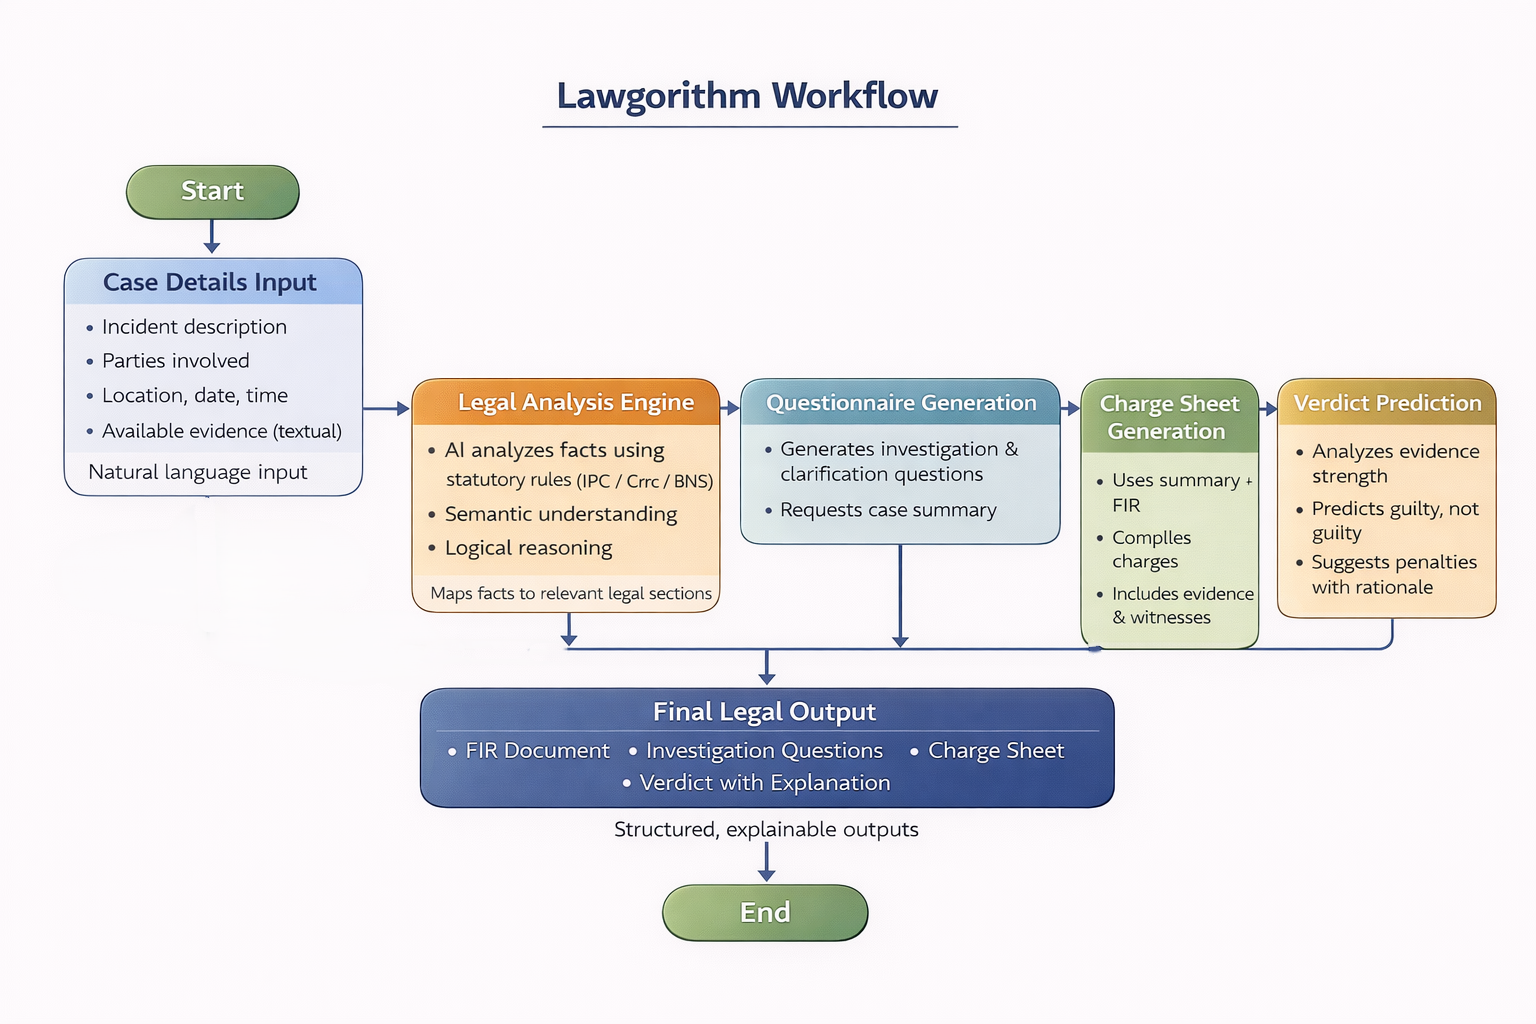 Lawgorithm Workflow
Start
Case Details Input
• Incident description
• Parties involved
• Location, date, time
• Available evidence (textual)
Natural language input
Legal Analysis Engine
• AI analyzes facts using
statutory rules (IPC / Crrc / BNS)
• Semantic understanding
• Logical reasoning
Maps facts to relevant legal sections
Questionnaire Generation
• Generates investigation &
clarification questions
• Requests case summary
Charge Sheet
Generation
• Uses summary +
FIR
• Complles
charges
• Includes evidence
& witnesses
Verdict Prediction
• Analyzes evidence
strength
• Predicts guilty, not
guilty
• Suggests penalties
with rationale
Final Legal Output
• FIR Document • Investigation Questions • Charge Sheet
• Verdict with Explanation
Structured, explainable outputs
End